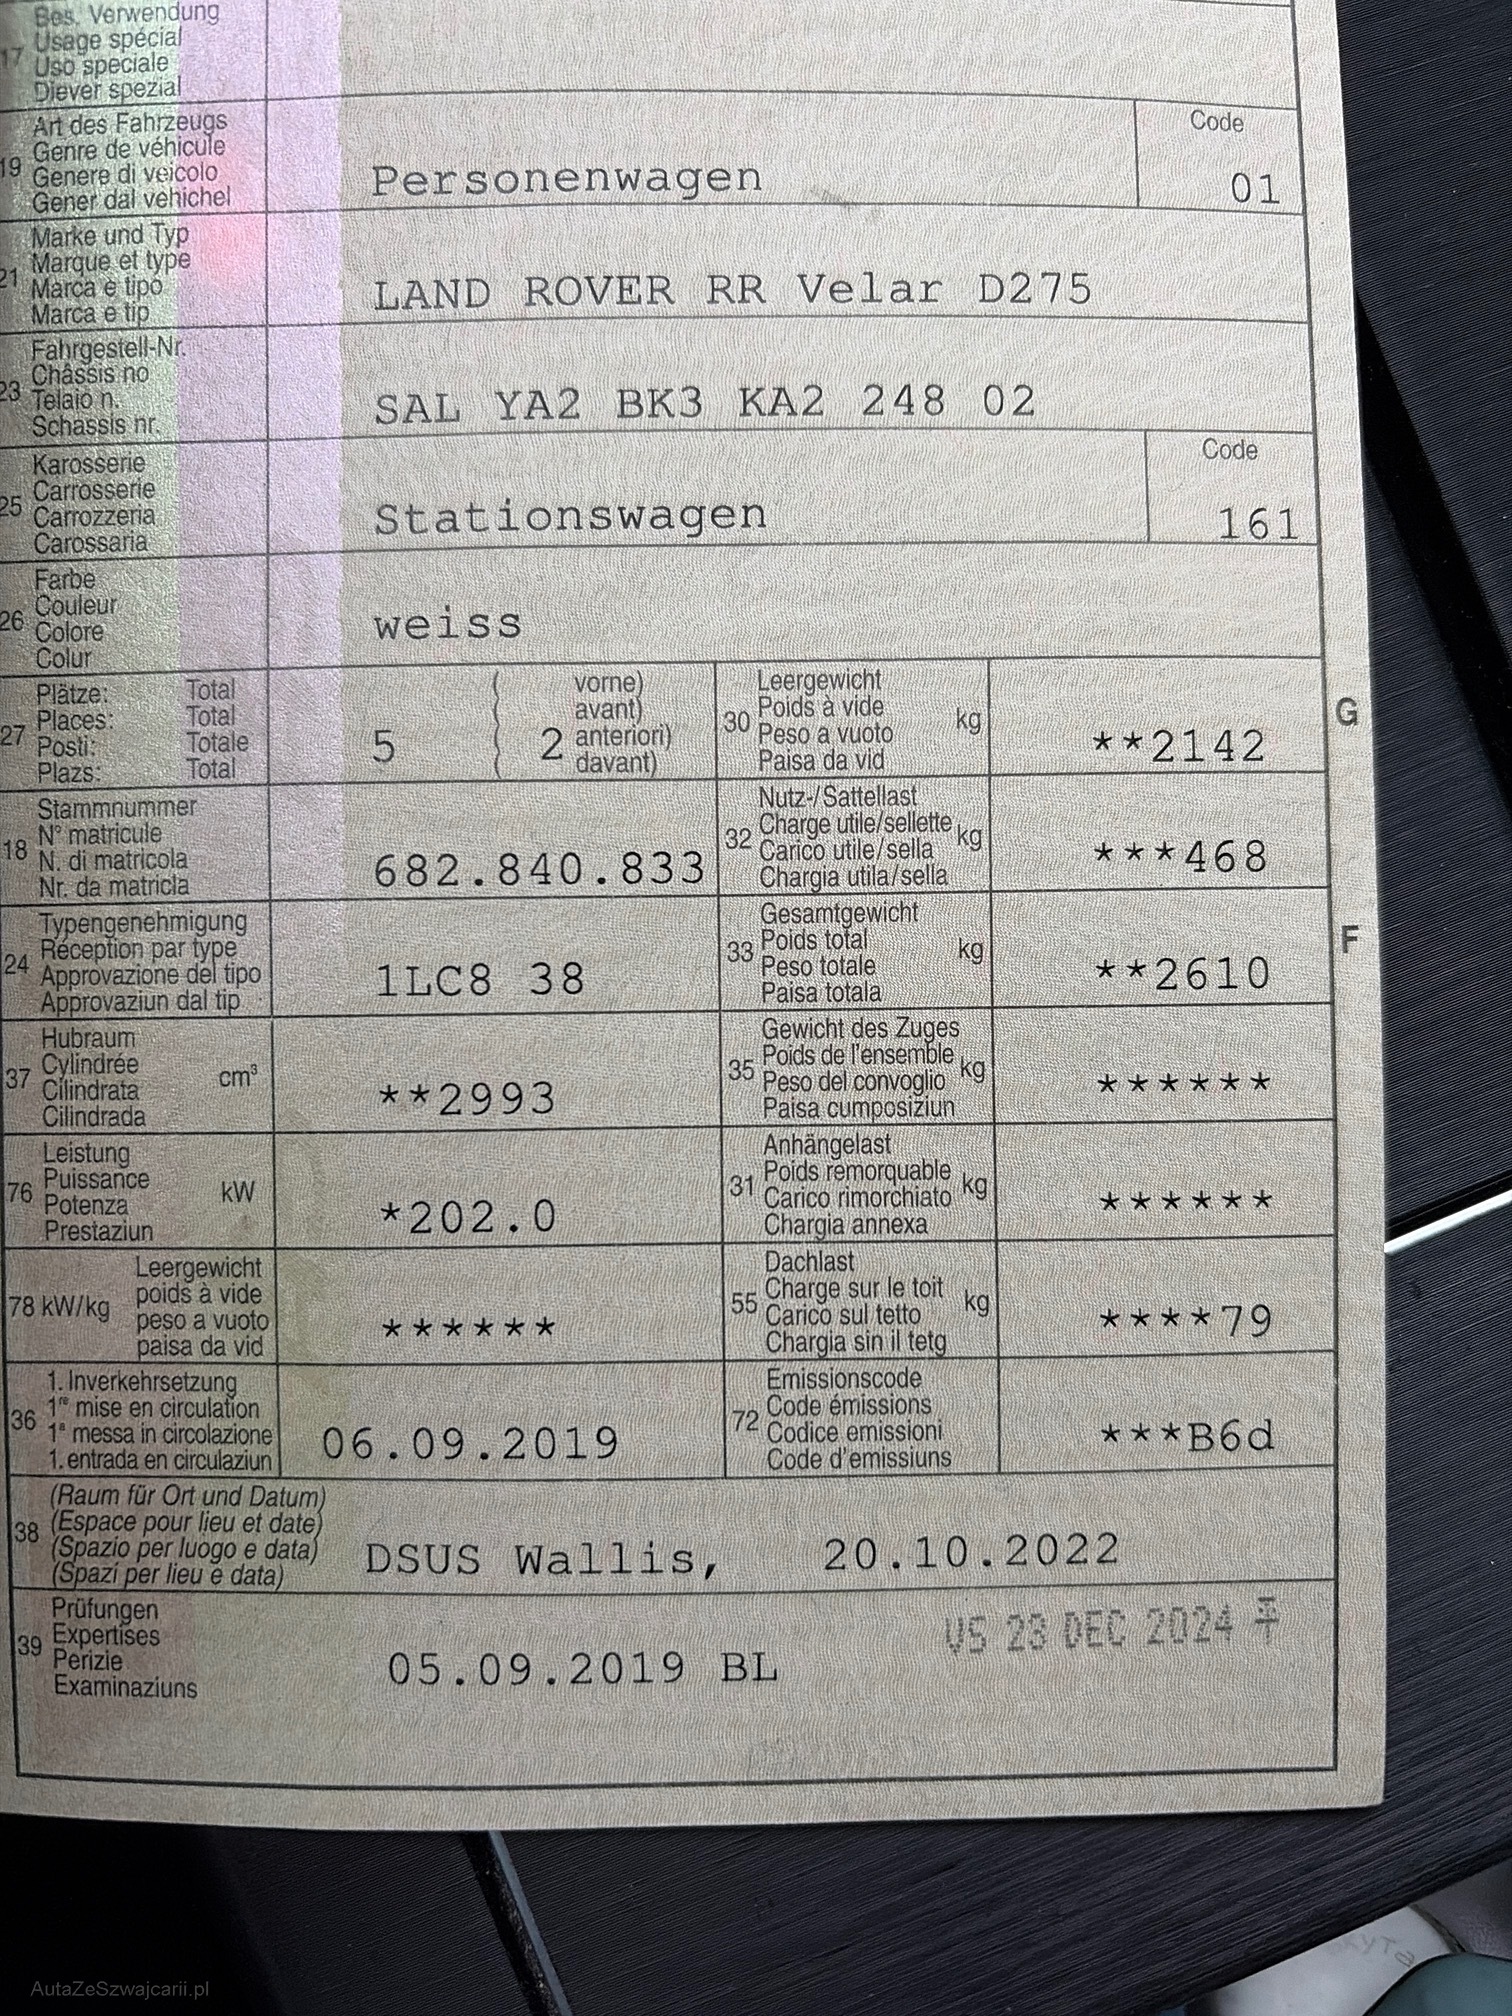 Bes. Verwendung
17 Usage spécial
Uso speciale
Diever spezial
Art des Fahrzeugs
19 Genre de véhicule
Genere di veicolo
Gener dal vehichel
Personenwagen
Code
01
Marke und Typ
21 Marque et type
Marca e tipo
Marca e tip
LAND ROVER RR Velar D275
Fahrgestell-Nr.
23 Châssis no
Telaio n.
Schassis nr.
SAL YA2 BK3 KA2 248 02
Karosserie
25 Carrosserie
Carrozzeria
Carossaria
Stationswagen
Code
161
Farbe
26 Couleur
Colore
Colur
weiss
Plätze: Total
27 Places: Total
Posti: Totale
Plazs: Total
5
( vorne)
( avant)
( 2 anteriori)
( davant)
Leergewicht
30 Poids à vide kg
Peso a vuoto
Paisa da vid
**2142
G
Stammnummer
18 N° matricule
N. di matricola
Nr. da matricla
682.840.833
Nutz-/Sattellast
32 Charge utile/sellette kg
Carico utile/sella
Chargia utila/sella
***468
Typengenehmigung
24 Réception par type
Approvazione del tipo
Approvaziun dal tip
1LC8 38
Gesamtgewicht
33 Poids total kg
Peso totale
Paisa totala
**2610
F
Hubraum
37 Cylindrée cm³
Cilindrata
Cilindrada
**2993
Gewicht des Zuges
35 Poids de l'ensemble kg
Peso del convoglio
Paisa cumposiziun
******
Leistung
76 Puissance kW
Potenza
Prestaziun
*202.0
Anhängelast
31 Poids remorquable kg
Carico rimorchiato
Chargia annexa
******
Leergewicht
78 kW/kg poids à vide
peso a vuoto
paisa da vid
******
Dachlast
55 Charge sur le toit kg
Carico sul tetto
Chargia sin il tetg
****79
1. Inverkehrsetzung
36 1re mise en circulation
1a messa in circolazione
1. entrada en circulaziun
06.09.2019
Emissionscode
72 Code émissions
Codice emissioni
Code d'emissiuns
***B6d
(Raum für Ort und Datum)
38 (Espace pour lieu et date)
(Spazio per luogo e data)
(Spazi per lieu e data)
DSUS Wallis, 20.10.2022
Prüfungen
39 Expertises
Perizie
Examinaziuns
05.09.2019 BL
VS 23 DEC 2024
AutaZeSzwajcarii.pl